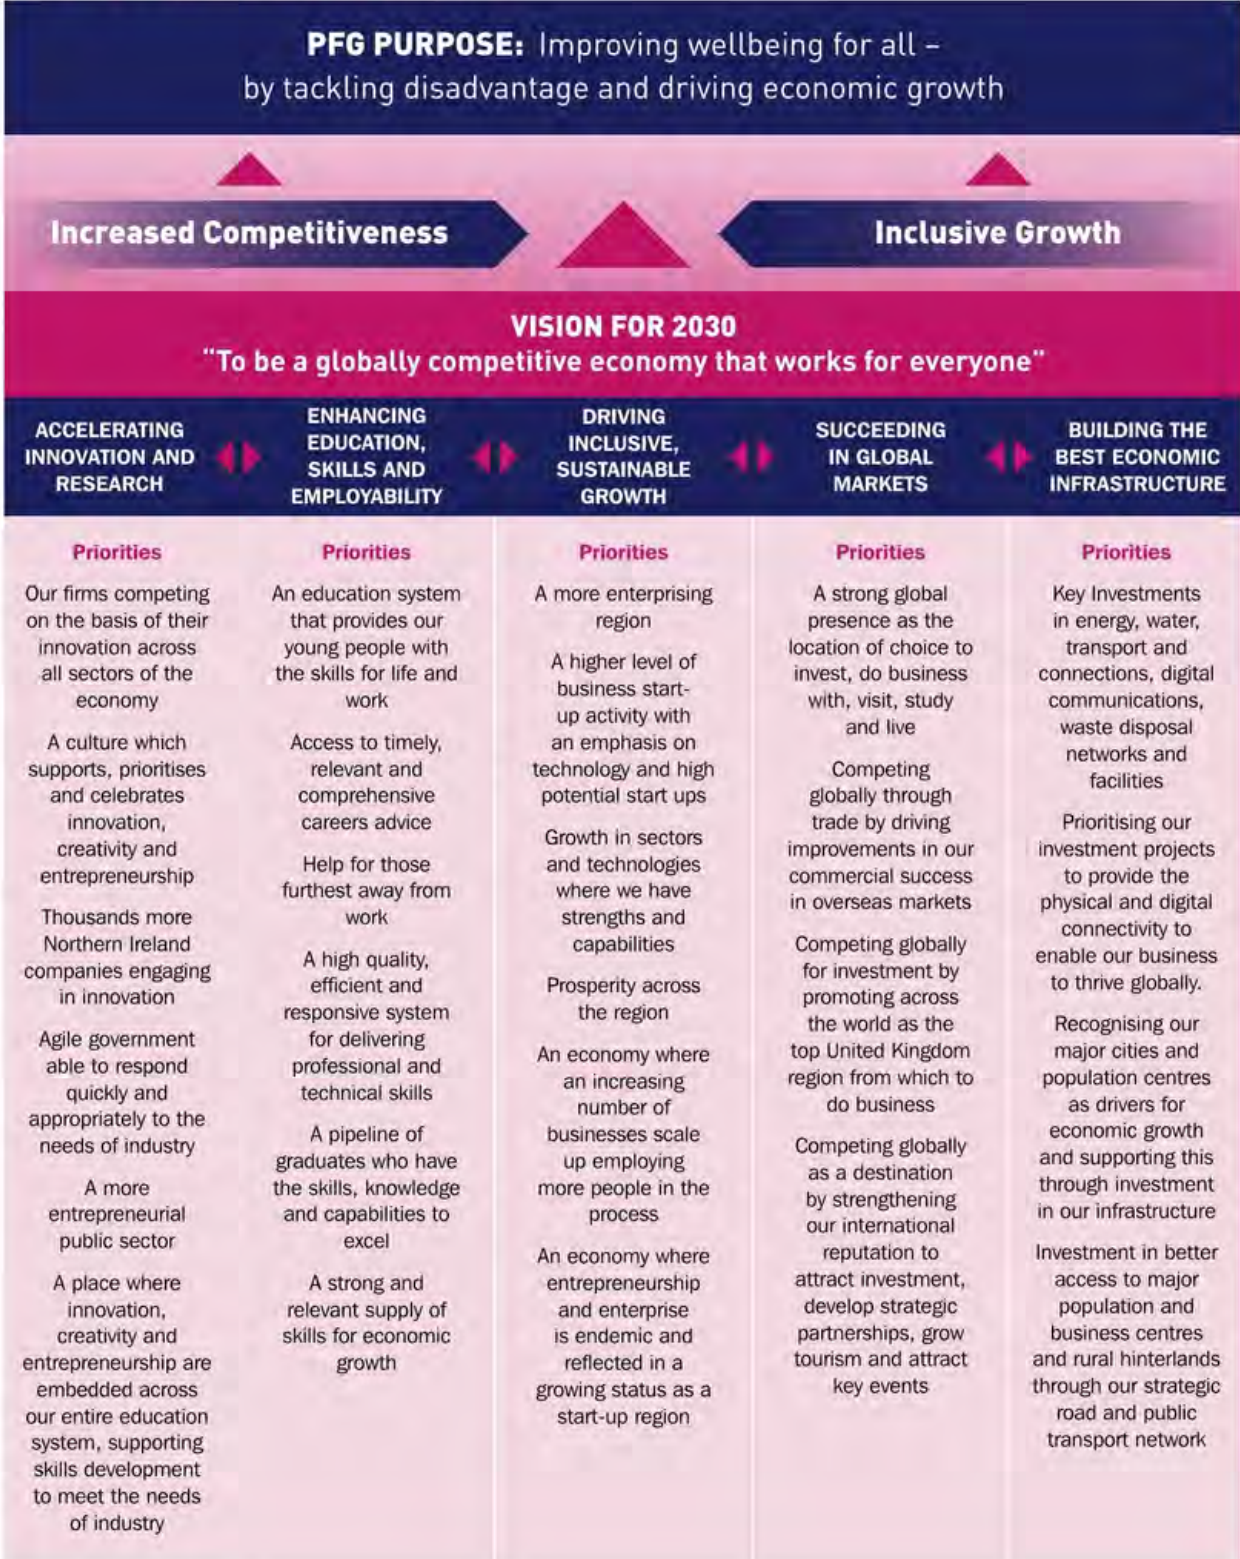 PFG PURPOSE: Improving wellbeing for all –
by tackling disadvantage and driving economic growth
Increased Competitiveness
Inclusive Growth
VISION FOR 2030
"To be a globally competitive economy that works for everyone"
ACCELERATING
INNOVATION AND
RESEARCH
ENHANCING
EDUCATION,
SKILLS AND
EMPLOYABILITY
DRIVING
INCLUSIVE,
SUSTAINABLE
GROWTH
SUCCEEDING
IN GLOBAL
MARKETS
BUILDING THE
BEST ECONOMIC
INFRASTRUCTURE
Priorities
Our firms competing
on the basis of their
innovation across
all sectors of the
economy
A culture which
supports, prioritises
and celebrates
innovation,
creativity and
entrepreneurship
Thousands more
Northern Ireland
companies engaging
in innovation
Agile government
able to respond
quickly and
appropriately to the
needs of industry
A more
entrepreneurial
public sector
A place where
innovation,
creativity and
entrepreneurship are
embedded across
our entire education
system, supporting
skills development
to meet the needs
of industry
Priorities
An education system
that provides our
young people with
the skills for life and
work
Access to timely,
relevant and
comprehensive
careers advice
Help for those
furthest away from
work
A high quality,
efficient and
responsive system
for delivering
professional and
technical skills
A pipeline of
graduates who have
the skills, knowledge
and capabilities to
excel
A strong and
relevant supply of
skills for economic
growth
Priorities
A more enterprising
region
A higher level of
business start-
up activity with
an emphasis on
technology and high
potential start ups
Growth in sectors
and technologies
where we have
strengths and
capabilities
Prosperity across
the region
An economy where
an increasing
number of
businesses scale
up employing
more people in the
process
An economy where
entrepreneurship
and enterprise
is endemic and
reflected in a
growing status as a
start-up region
Priorities
A strong global
presence as the
location of choice to
invest, do business
with, visit, study
and live
Competing
globally through
trade by driving
improvements in our
commercial success
in overseas markets
Competing globally
for investment by
promoting across
the world as the
top United Kingdom
region from which to
do business
Competing globally
as a destination
by strengthening
our international
reputation to
attract investment,
develop strategic
partnerships, grow
tourism and attract
key events
Priorities
Key Investments
in energy, water,
transport and
connections, digital
communications,
waste disposal
networks and
facilities
Prioritising our
investment projects
to provide the
physical and digital
connectivity to
enable our business
to thrive globally.
Recognising our
major cities and
population centres
as drivers for
economic growth
and supporting this
through investment
in our infrastructure
Investment in better
access to major
population and
business centres
and rural hinterlands
through our strategic
road and public
transport network